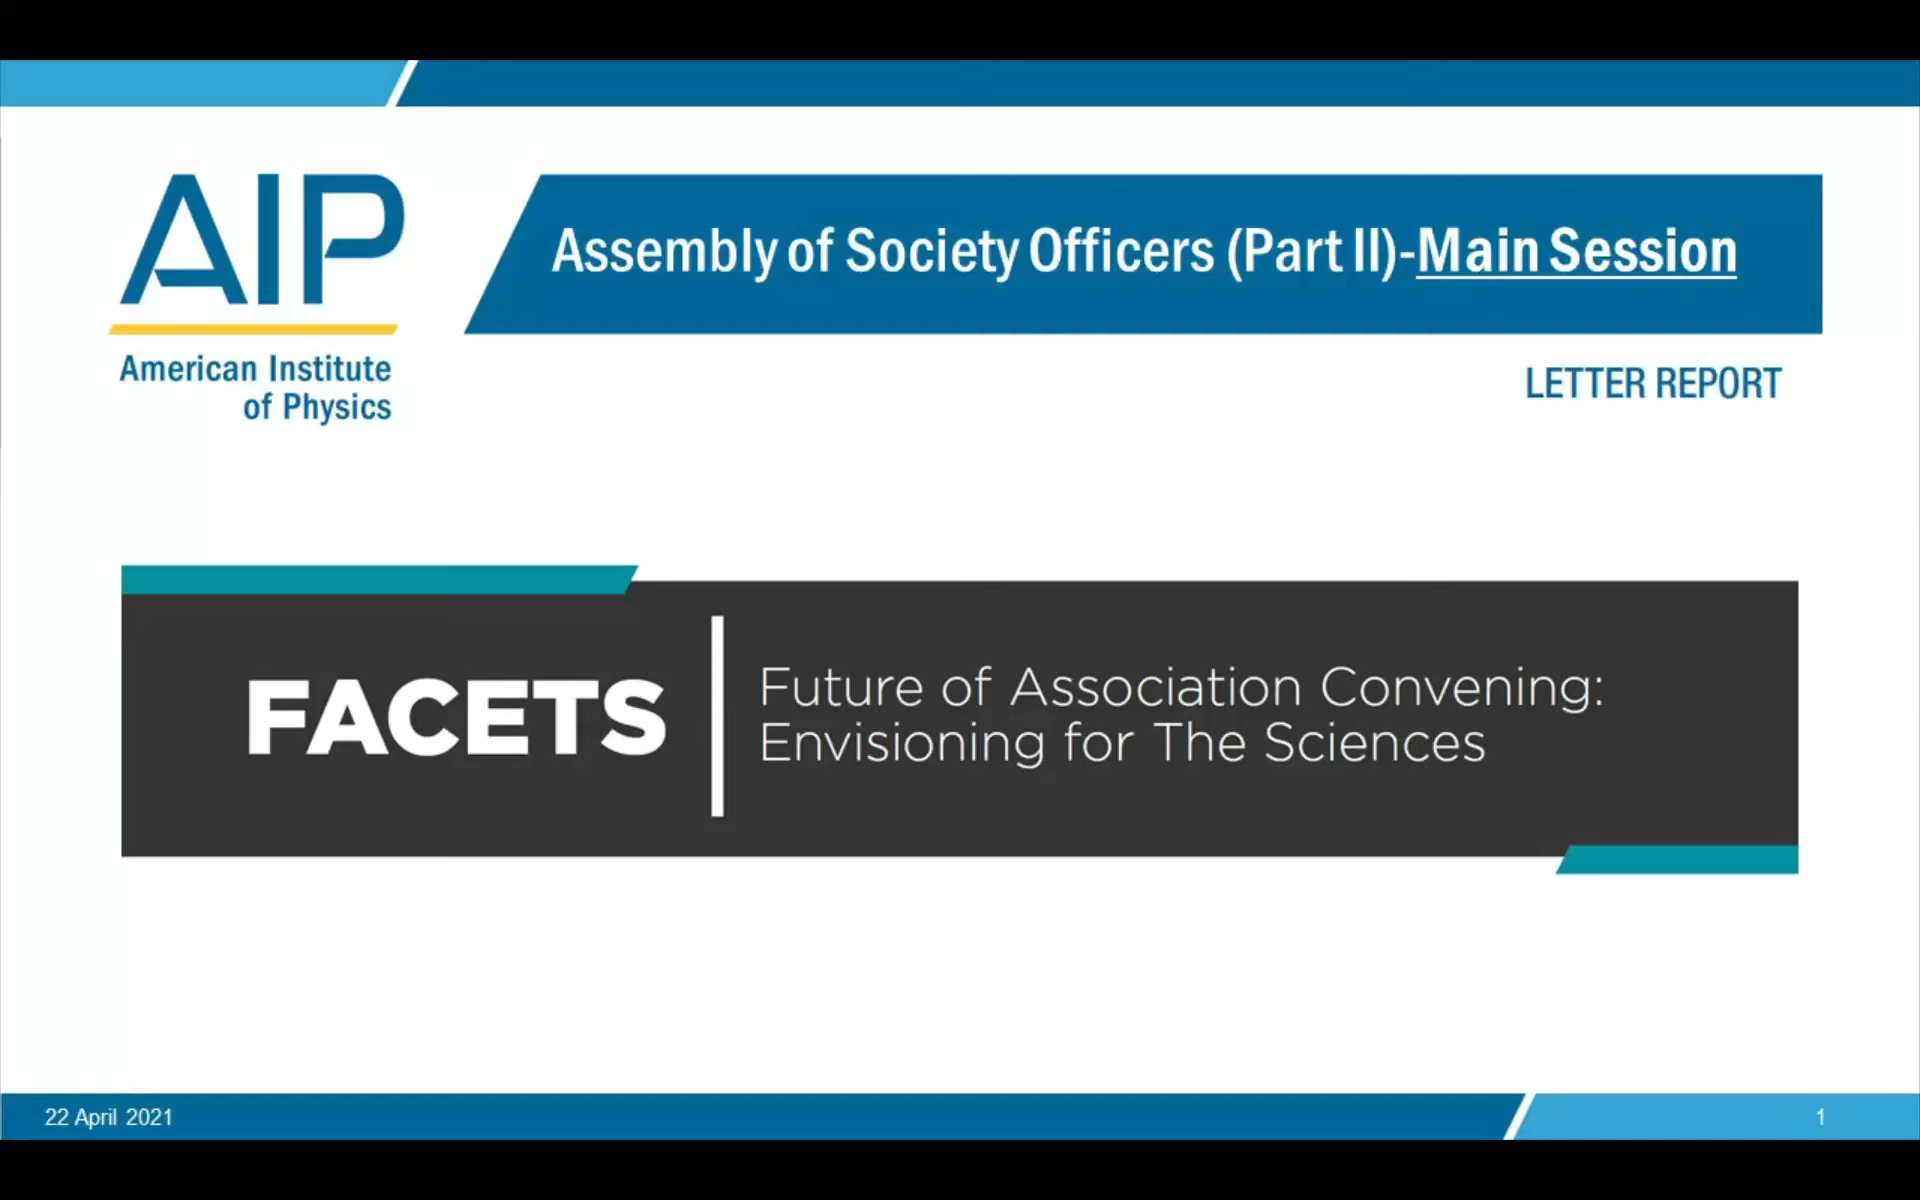 AIP
American Institute
of Physics
Assembly of Society Officers (Part II)-Main Session
LETTER REPORT
FACETS
Future of Association Convening:
Envisioning for The Sciences
22 April 2021
1